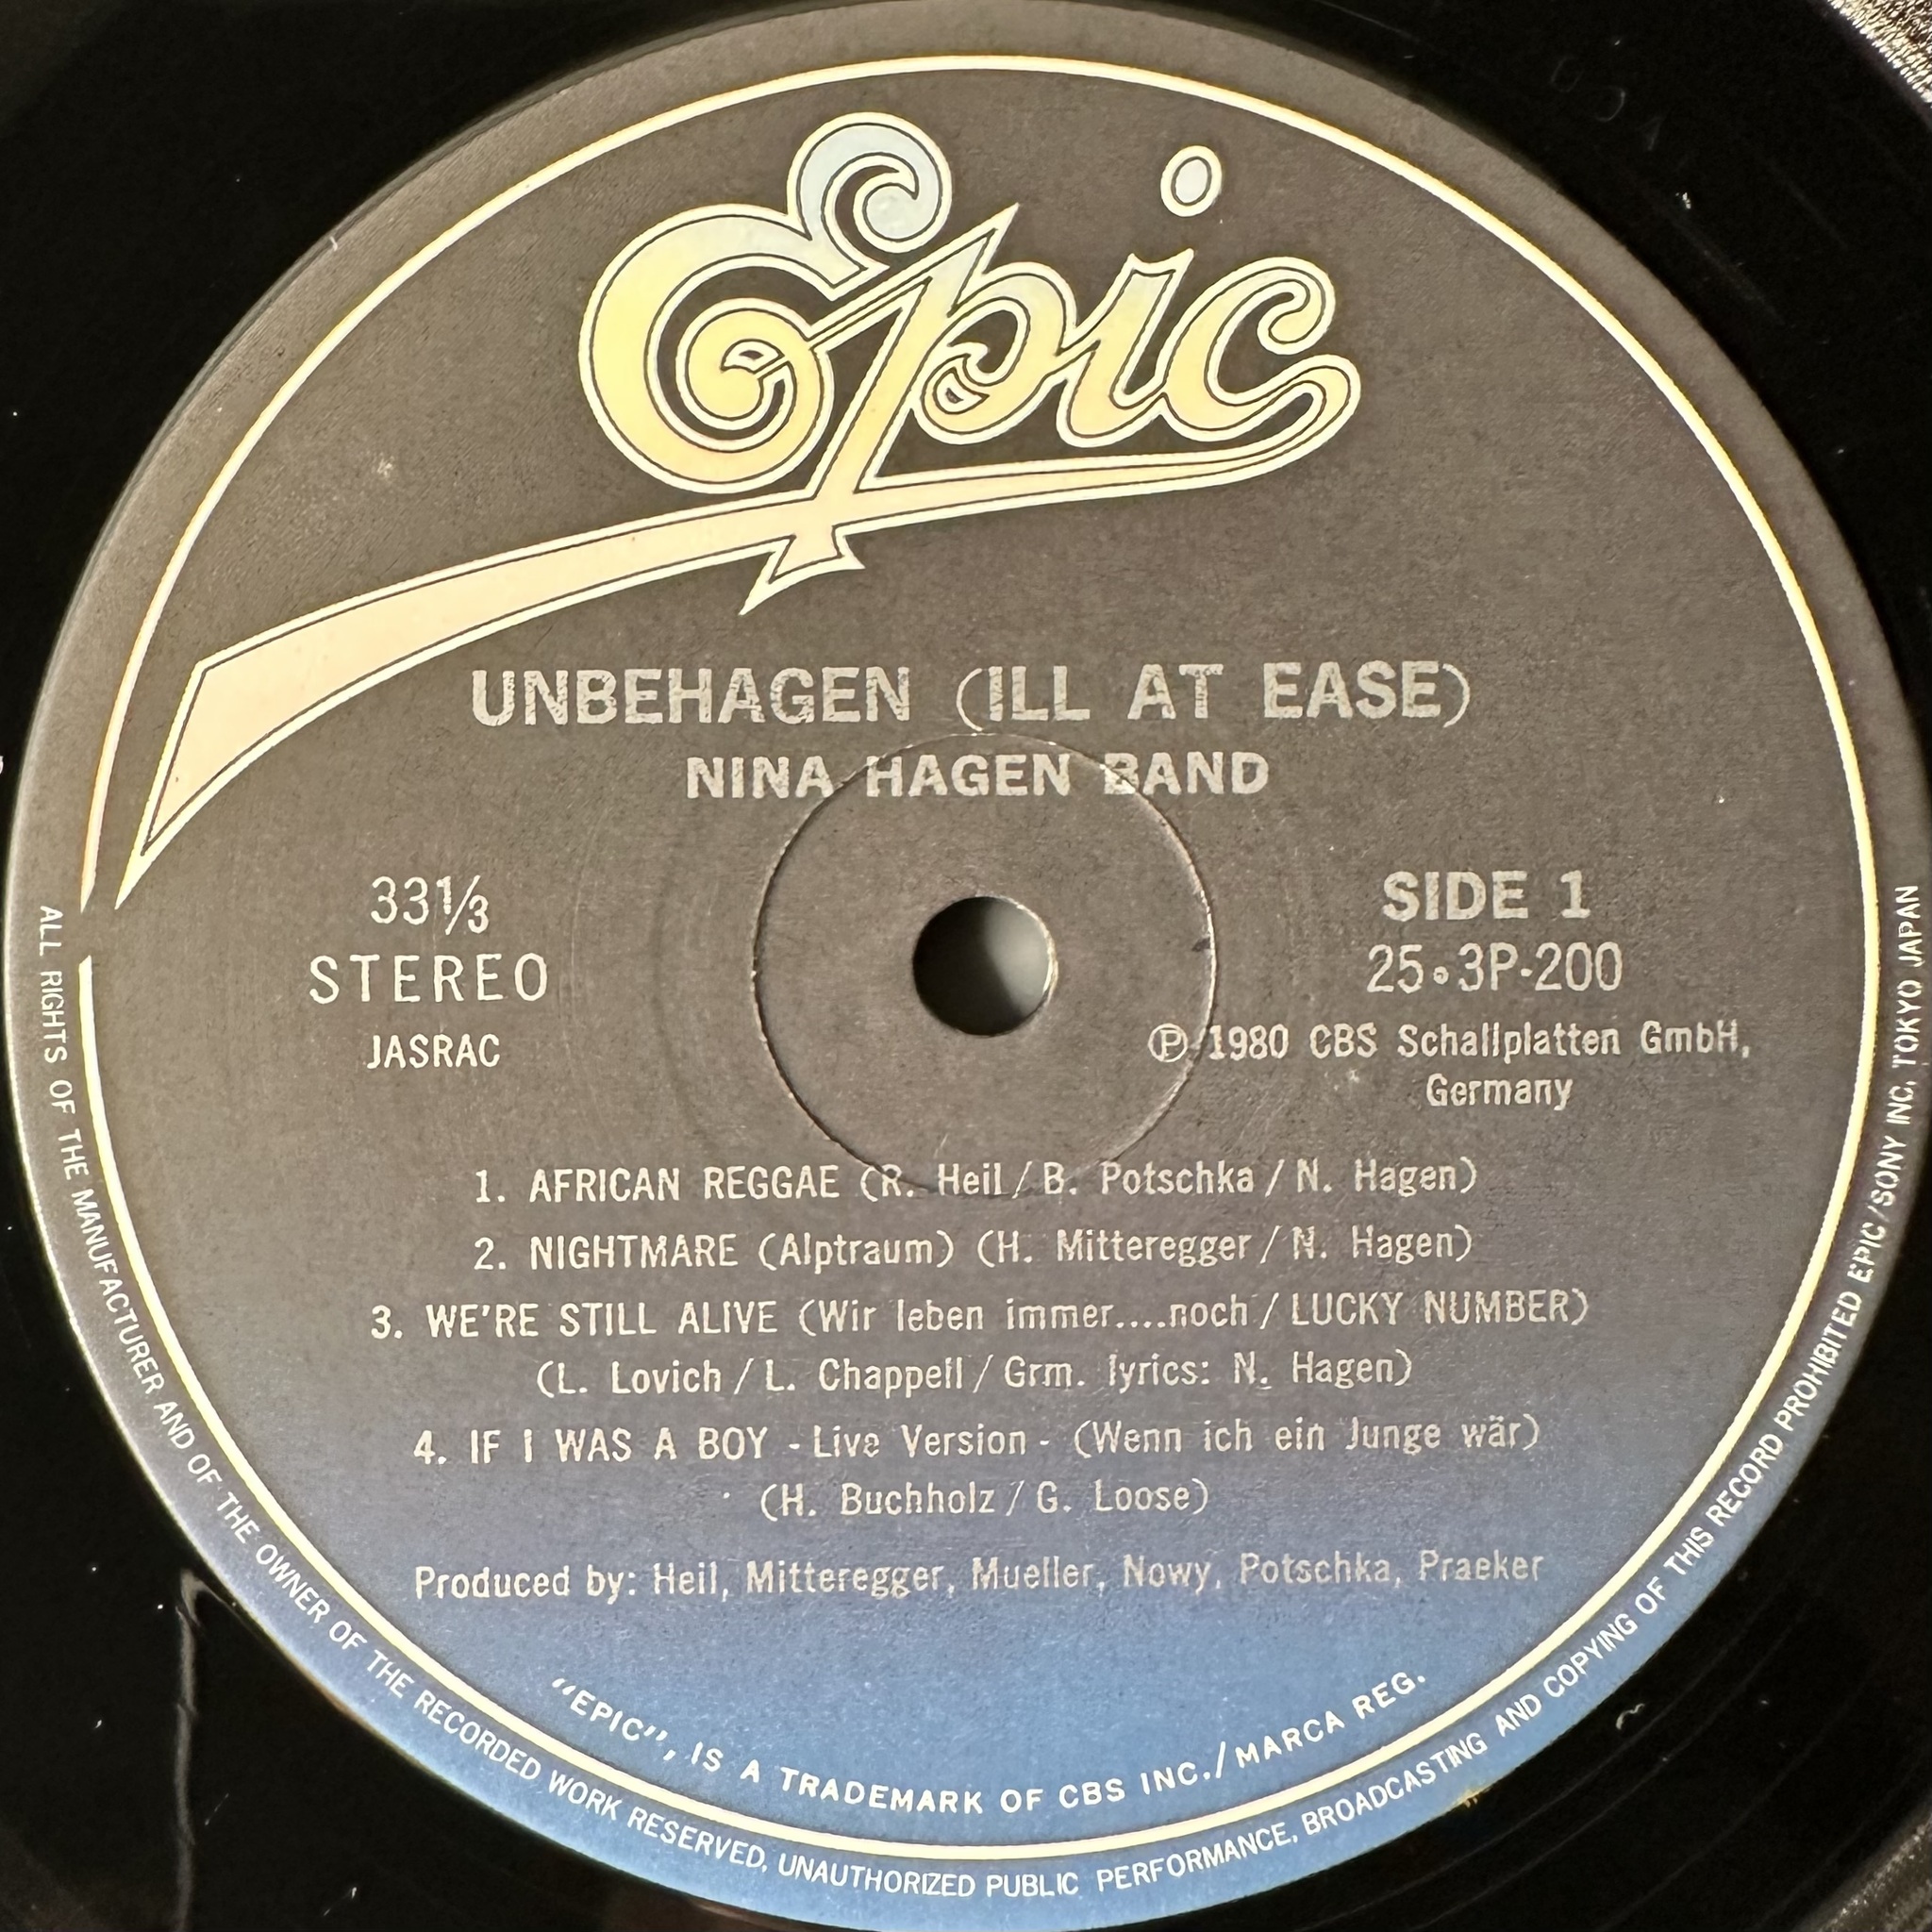 Epic
UNBEHAGEN (ILL AT EASE)
NINA HAGEN BAND
33⅓
STEREO
JASRAC
SIDE 1
25・3P-200
℗ 1980 CBS Schallplatten GmbH,
Germany
1. AFRICAN REGGAE (R. Heil / B. Potschka / N. Hagen)
2. NIGHTMARE (Alptraum) (H. Mitteregger / N. Hagen)
3. WE'RE STILL ALIVE (Wir leben immer....noch / LUCKY NUMBER)
(L. Lovich / L. Chappell / Grm. lyrics: N. Hagen)
4. IF I WAS A BOY - Live Version - (Wenn ich ein Junge wär)
(H. Buchholz / G. Loose)
Produced by: Heil, Mitteregger, Mueller, Nowy, Potschka, Praeker
"EPIC", IS A TRADEMARK OF CBS INC./MARCA REG.
ALL RIGHTS OF THE MANUFACTURER AND OF THE OWNER OF THE RECORDED WORK RESERVED, UNAUTHORIZED PUBLIC PERFORMANCE, BROADCASTING AND COPYING OF THIS RECORD PROHIBITED EPIC/SONY INC, TOKYO JAPAN